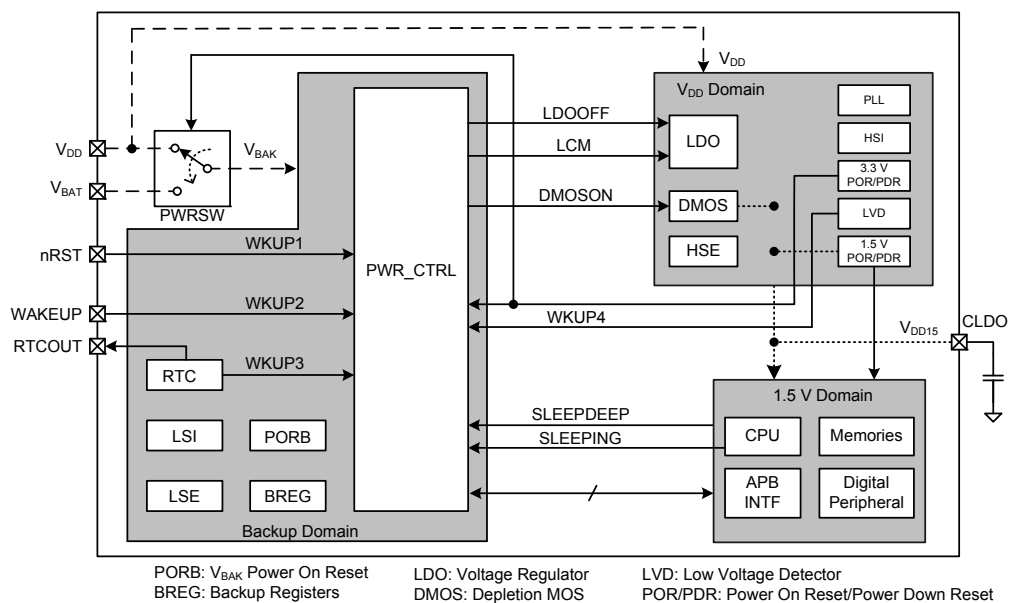 V_DD
V_DD Domain
PLL
LDOOFF
LDO
HSI
V_DD
V_BAK
LCM
3.3 V
POR/PDR
V_BAT
PWRSW
DMOSON
DMOS
LVD
nRST
WKUP1
HSE
1.5 V
POR/PDR
PWR_CTRL
WAKEUP
WKUP2
WKUP4
V_DD15
CLDO
RTCOUT
RTC
WKUP3
1.5 V Domain
SLEEPDEEP
LSI
PORB
SLEEPING
CPU
Memories
LSE
BREG
APB
INTF
Digital
Peripheral
Backup Domain
PORB: V_BAK Power On Reset
LDO: Voltage Regulator
LVD: Low Voltage Detector
BREG: Backup Registers
DMOS: Depletion MOS
POR/PDR: Power On Reset/Power Down Reset